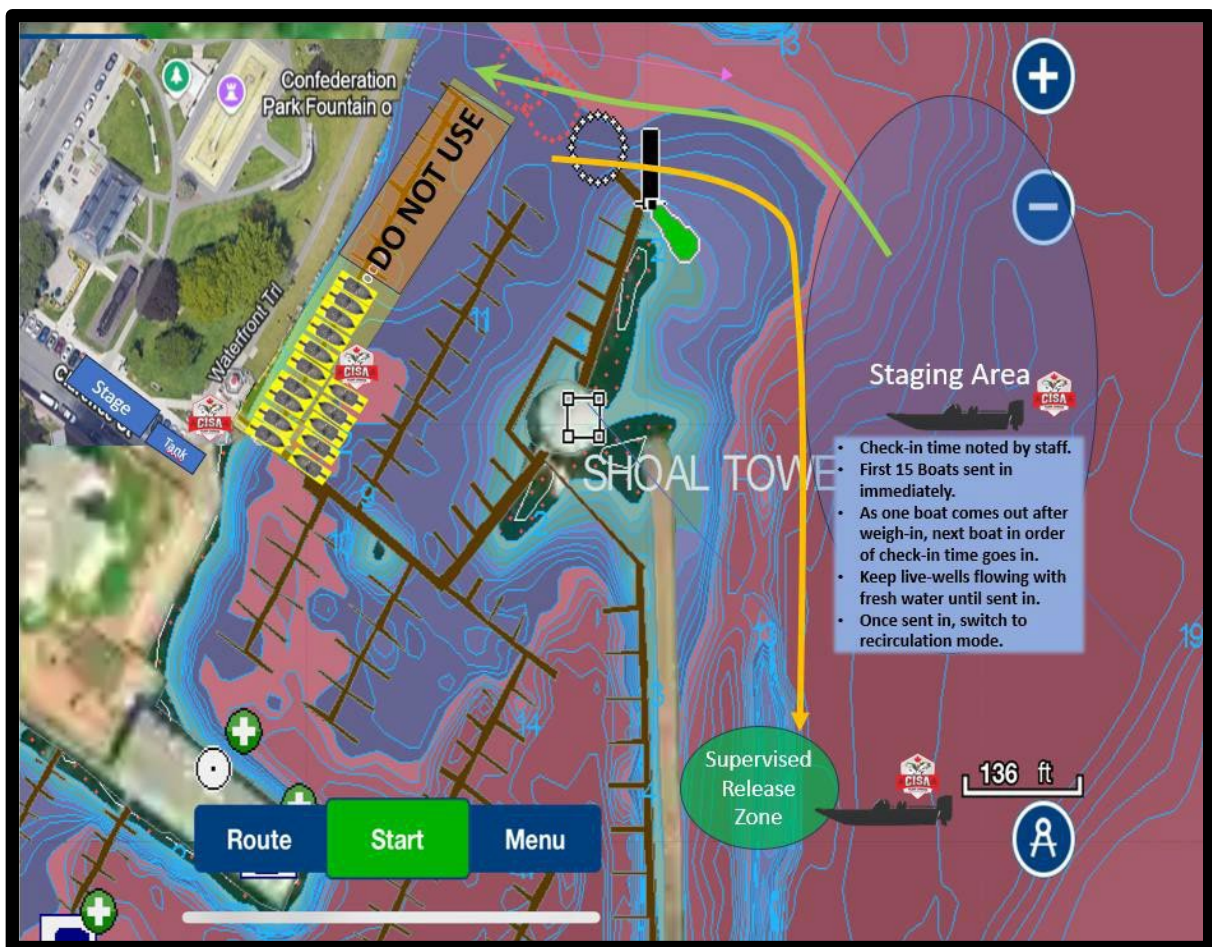 Confederation
Park Fountain o
DO NOT USE
Waterfront Trl
Stage
Tank
CISA
CISA
SHOAL TOWE
Staging Area
CISA
• Check-in time noted by staff.
• First 15 Boats sent in
immediately.
• As one boat comes out after
weigh-in, next boat in order
of check-in time goes in.
• Keep live-wells flowing with
fresh water until sent in.
• Once sent in, switch to
recirculation mode.
Supervised
Release
Zone
CISA
136 ft
Route
Start
Menu
13
11
2
9
14
19